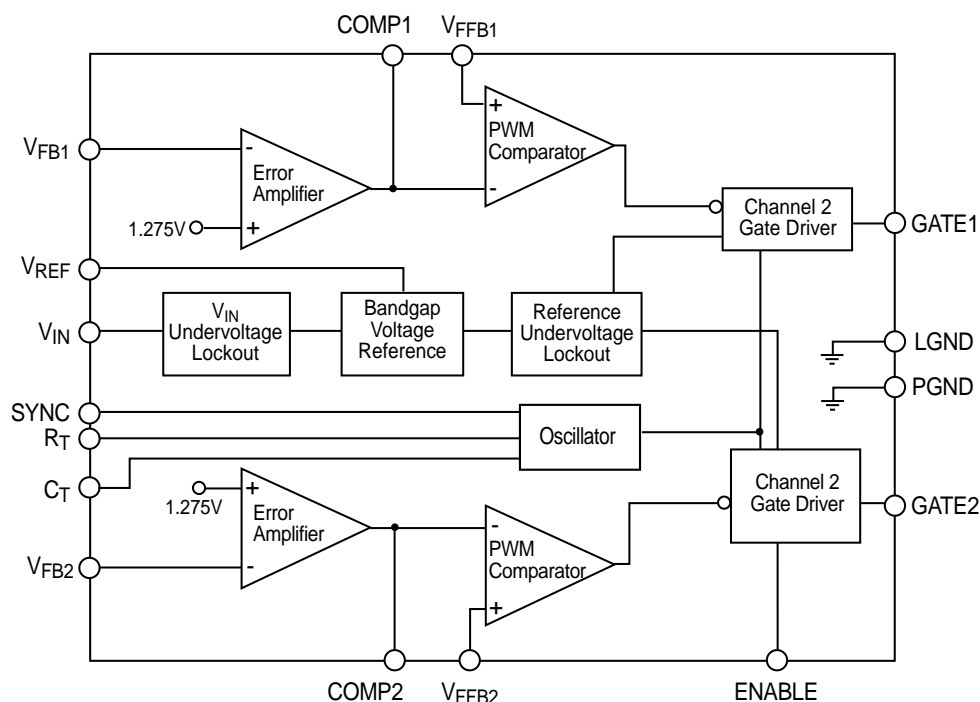 COMP1
VFFB1
VFB1
-
Error
Amplifier
1.275V
+
+
PWM
Comparator
-
Channel 2
Gate Driver
GATE1
VREF
VIN
VIN
Undervoltage
Lockout
Bandgap
Voltage
Reference
Reference
Undervoltage
Lockout
LGND
PGND
SYNC
RT
CT
Oscillator
1.275V
+
Error
Amplifier
-
VFB2
-
PWM
Comparator
+
Channel 2
Gate Driver
GATE2
COMP2
VFFB2
ENABLE